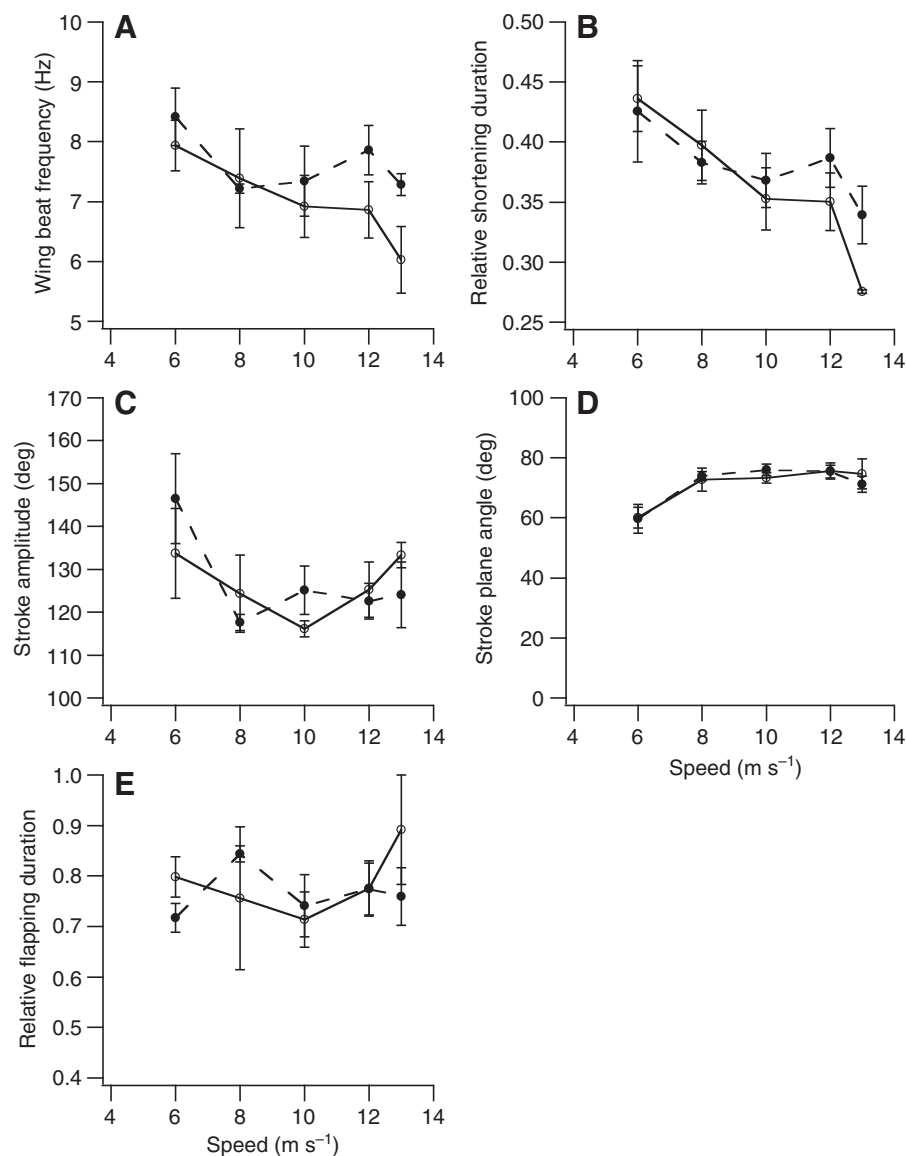 A
Wing beat frequency (Hz)
10
9
8
7
6
5
4 6 8 10 12 14
B
Relative shortening duration
0.50
0.45
0.40
0.35
0.30
0.25
4 6 8 10 12 14
C
Stroke amplitude (deg)
170
160
150
140
130
120
110
100
4 6 8 10 12 14
D
Stroke plane angle (deg)
100
80
60
40
20
0
4 6 8 10 12 14
Speed (m s⁻¹)
E
Relative flapping duration
1.0
0.9
0.8
0.7
0.6
0.5
0.4
4 6 8 10 12 14
Speed (m s⁻¹)